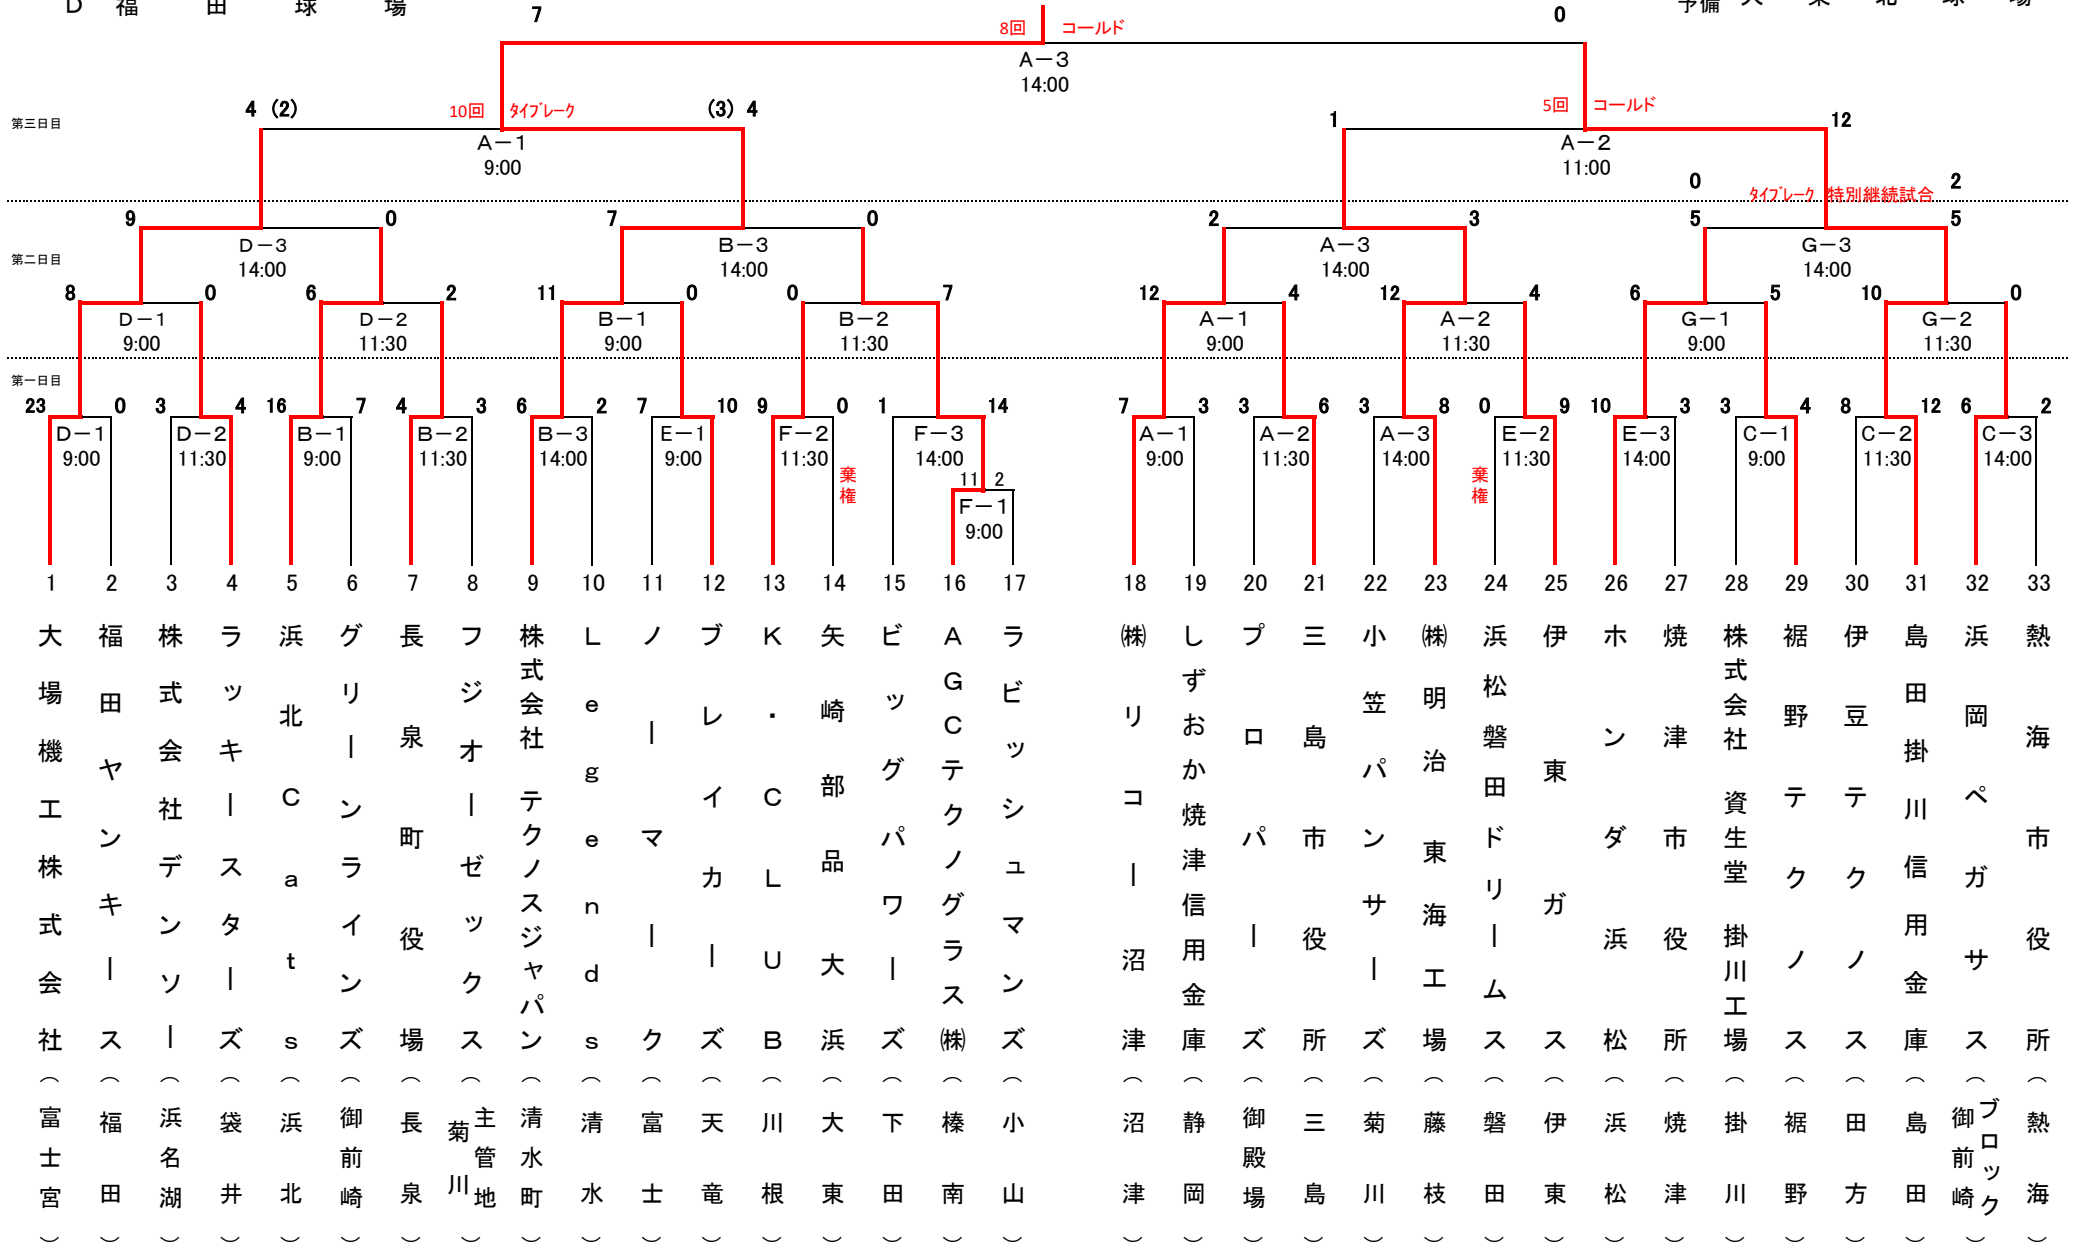 D 福田球場
予備 大東北球場
7 0
8回 コールド
A－3
14:00
4 (2) 10回 ﾀｲﾌﾞﾚｰｸ (3) 4
1 5回 コールド 12
第三日目
A－1
9:00
A－2
11:00
0 2
ﾀｲﾌﾞﾚｰｸ 特別継続試合
9 0 7 0 2 3 5 5
D－3 B－3 A－3 G－3
14:00 14:00 14:00 14:00
第二日目
8 0 6 2 11 0 0 7 12 4 12 4 6 5 10 0
D－1 D－2 B－1 B－2 A－1 A－2 G－1 G－2
9:00 11:30 9:00 11:30 9:00 11:30 9:00 11:30
第一日目
23 0 3 4 16 7 4 3 6 2 7 10 9 0 1 14 7 3 3 6 3 8 0 9 10 3 3 4 8 12 6 2
D－1 D－2 B－1 B－2 B－3 E－1 F－2 F－3 A－1 A－2 A－3 E－2 E－3 C－1 C－2 C－3
9:00 11:30 9:00 11:30 14:00 9:00 11:30 14:00 9:00 11:30 14:00 11:30 14:00 9:00 11:30 14:00
棄権 棄権
11 2
F－1
9:00
1 2 3 4 5 6 7 8 9 10 11 12 13 14 15 16 17 18 19 20 21 22 23 24 25 26 27 28 29 30 31 32 33
大場機工株式会社（富士宮）
福田ヤンキース（福田）
株式会社デンソー（浜名湖）
ラッキースターズ（袋井）
浜北Ｃａｔｓ（浜北）
グリーンラインズ（御前崎）
長泉町役場（長泉）
フジオーゼックス（菊川 主管地）
株式会社 テクノスジャパン（清水町）
Ｌｅｇｅｎｄｓ（清水）
ノーマーク（富士）
ブレイカーズ（天竜）
Ｋ・ＣＬＵＢ（川根）
矢崎部品大浜（大東）
ビッグパワーズ（下田）
ＡＧＣテクノグラス㈱（榛南）
ラビッシュマンズ（小山）
㈱リコー沼津（沼津）
しずおか焼津信用金庫（静岡）
プロパーズ（御殿場）
三島市役所（三島）
小笠パンサーズ（菊川）
㈱明治 東海工場（藤枝）
浜松磐田ドリームス（磐田）
伊東ガス（伊東）
ホンダ浜松（浜松）
焼津市役所（焼津）
株式会社 資生堂 掛川工場（掛川）
裾野テクノス（裾野）
伊豆テクノス（田方）
島田掛川信用金庫（島田）
浜岡ペガサス（御前崎 ブロック）
熱海市役所（熱海）